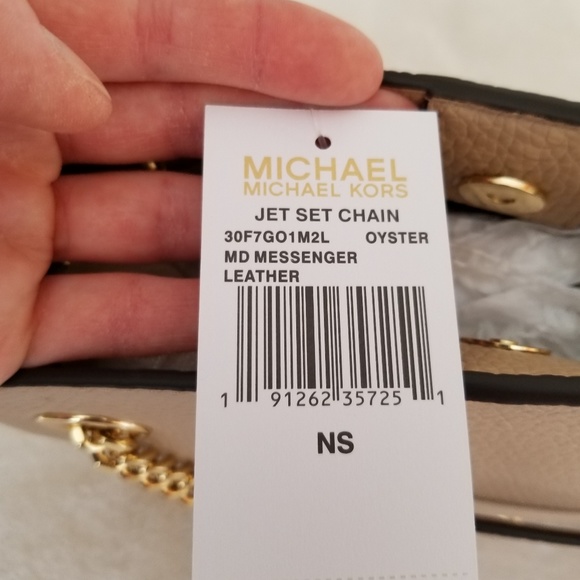 MICHAEL
MICHAEL KORS
JET SET CHAIN
30F7GO1M2L OYSTER
MD MESSENGER
LEATHER
1 91262 35725 1
NS